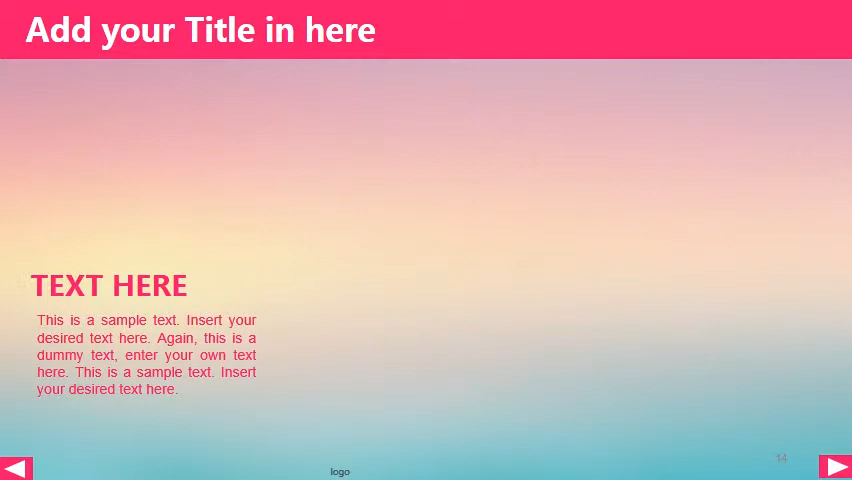 Add your Title in here
TEXT HERE
This is a sample text. Insert your
desired text here. Again, this is a
dummy text, enter your own text
here. This is a sample text. Insert
your desired text here.
14
logo